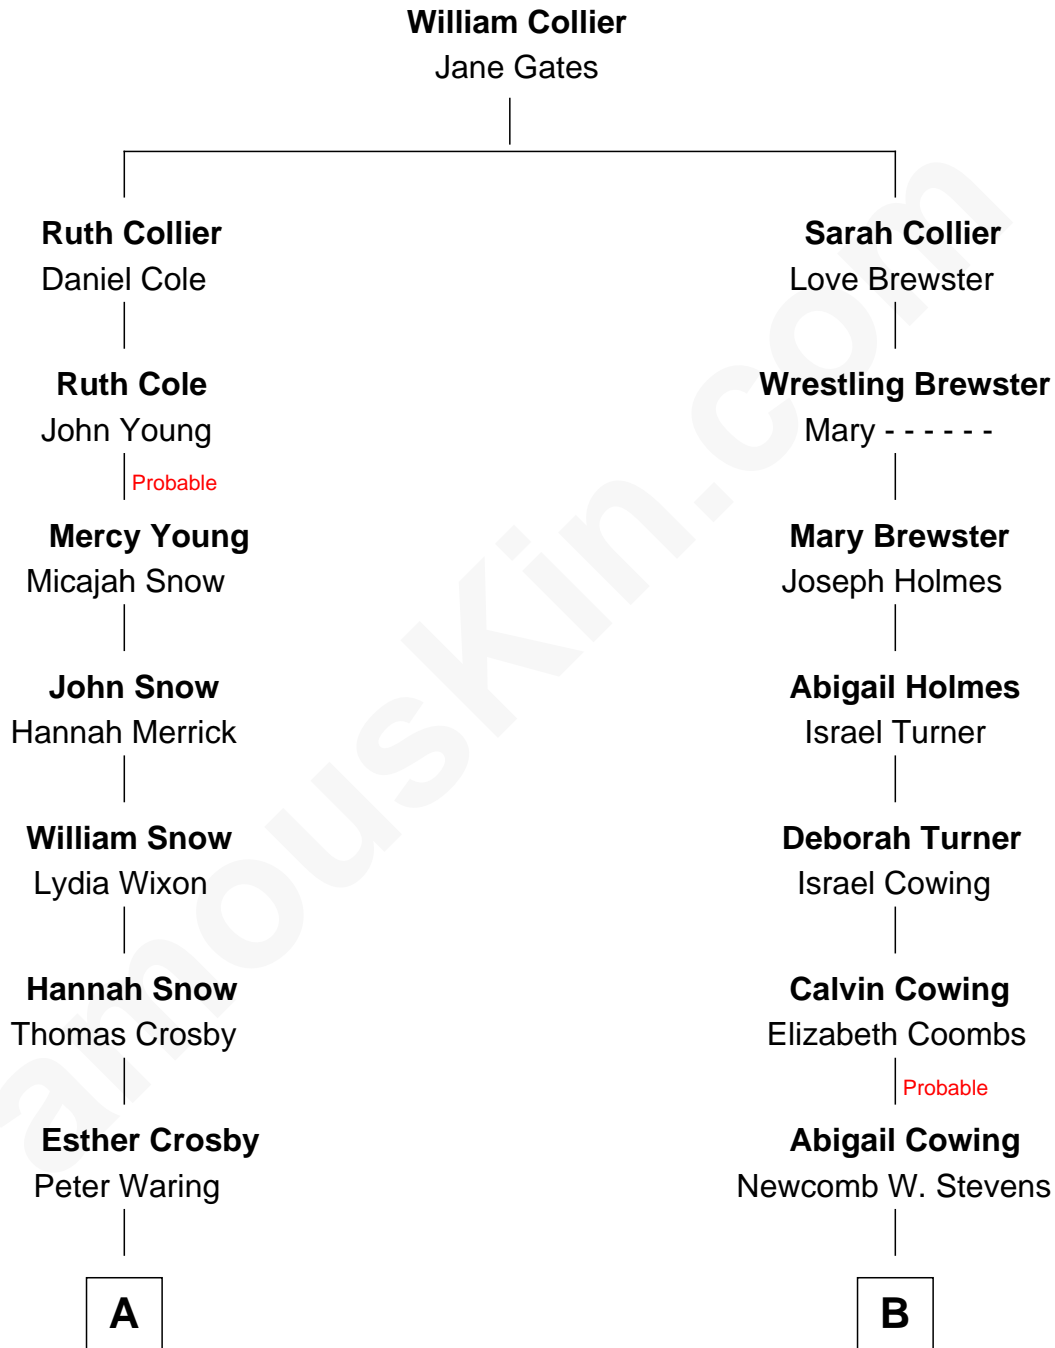 William Collier
Jane Gates
Ruth Collier
Daniel Cole
Sarah Collier
Love Brewster
Ruth Cole
John Young
Probable
Wrestling Brewster
Mary - - - - - -
Mercy Young
Micajah Snow
Mary Brewster
Joseph Holmes
John Snow
Hannah Merrick
Abigail Holmes
Israel Turner
William Snow
Lydia Wixon
Deborah Turner
Israel Cowing
Hannah Snow
Thomas Crosby
Calvin Cowing
Elizabeth Coombs
Probable
Esther Crosby
Peter Waring
Abigail Cowing
Newcomb W. Stevens
A
B
amouskin.com